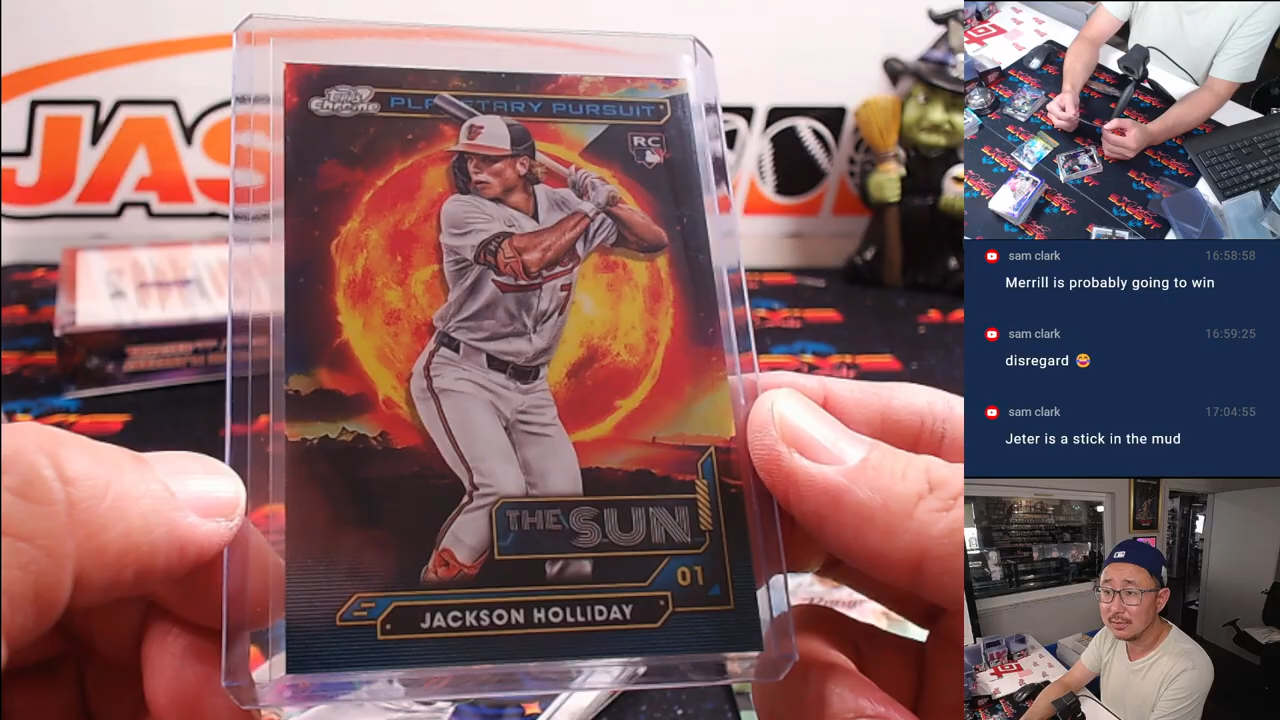 JAS
Topps
Chrome
PLANETARY PURSUIT
RC
THE SUN
01
JACKSON HOLLIDAY
sam clark 16:58:58
Merrill is probably going to win
sam clark 16:59:25
disregard 😅
sam clark 17:04:55
Jeter is a stick in the mud